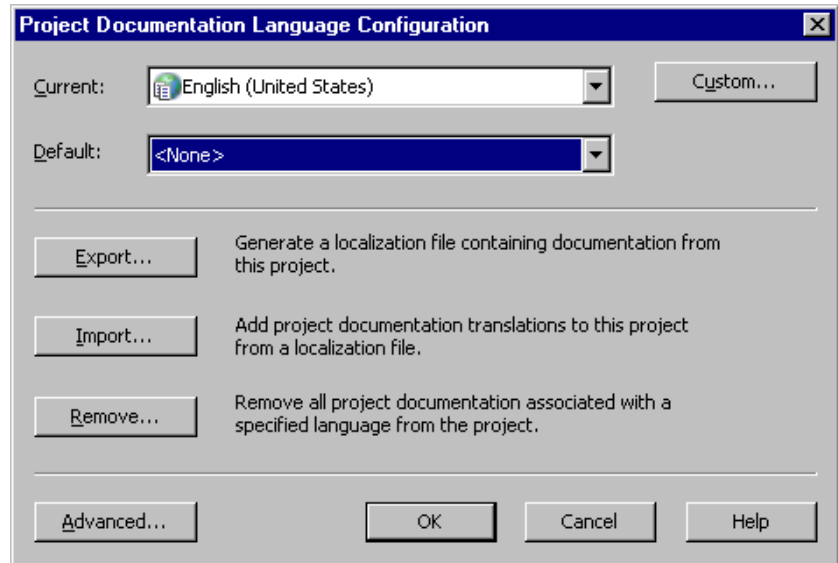 Project Documentation Language Configuration
Current:
English (United States)
Custom...
Default:
<None>
Export...
Generate a localization file containing documentation from
this project.
Import...
Add project documentation translations to this project
from a localization file.
Remove...
Remove all project documentation associated with a
specified language from the project.
Advanced...
OK
Cancel
Help